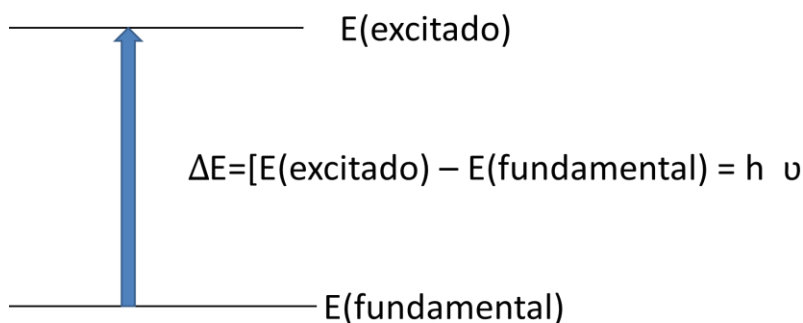 E(excitado)
ΔE=[E(excitado) – E(fundamental) = h υ
E(fundamental)